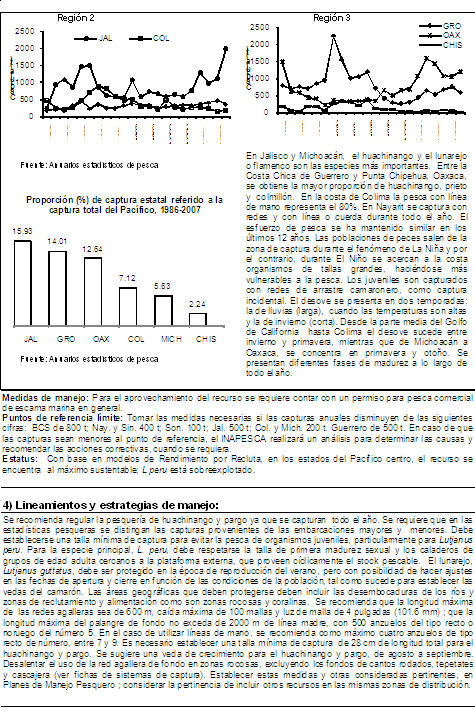 Región 2
2500
2000
1500
1000
500
0
JAL
COL
Región 3
2500
2000
1500
1000
500
0
GRO
OAX
CHIS
Fuente: Anuarios estadísticos de pesca
Proporción (%) de captura estatal referido a la
captura total del Pacífico, 1986-2007
15.93
14.01
12.64
7.12
5.63
2.24
JAL GRO OAX COL MICH CHIS
Fuente: Anuarios estadísticos de pesca
En Jalisco y Michoacán, el huachinango y el lunarejo
o flamenco son las especies más importantes. Entre la
Costa Chica de Guerrero y Punta Chipehua, Oaxaca,
se obtiene la mayor proporción de huachinango, prieto
y colmillón. En la costa de Colima la pesca con línea
de mano representa el 80%. En Nayarit se captura con
redes y con línea o cuerda durante todo el año. El
esfuerzo de pesca se ha mantenido similar en los
últimos 12 años. Las poblaciones de peces salen de la
zona de captura durante el fenómeno de La Niña y por
el contrario, durante El Niño se acercan a la costa
organismos de tallas grandes, haciéndose más
vulnerables a la pesca. Los juveniles son capturados
con redes de arrastre camaronero, como captura
incidental. El desove se presenta en dos temporadas:
la de lluvias (larga), cuando las temperaturas son altas
y la de invierno (corta). Desde la parte media del Golfo
de California hasta Colima el desove sucede entre
invierno y primavera, mientras que de Michoacán a
Oaxaca, se concentra en primavera y otoño. Se
presentan diferentes fases de madurez a lo largo de
todo el año.
Medidas de manejo: Para el aprovechamiento del recurso se requiere contar con un permiso para pesca comercial
de escama marina en general.
Puntos de referencia límite: Tomar las medidas necesarias si las capturas anuales disminuyen de las siguientes
cifras: BCS de 800 t; Nay. y Sin. 400 t; Son. 100 t; Jal. 500 t; Col. y Mich. 200 t. Guerrero de 500 t. En caso de que
las capturas sean menores al punto de referencia, el INAPESCA realizará un análisis para determinar las causas y
recomendar las acciones correctivas, cuando se requiera.
Estatus: Con base en modelos de Rendimiento por Recluta, en los estados del Pacífico centro, el recurso se
encuentra al máximo sustentable; L peru está sobreexplotado.
4) Lineamientos y estrategias de manejo:
Se recomienda regular la pesquería de huachinango y pargo ya que se capturan todo el año. Se requiere que en las
estadísticas pesqueras se distingan las capturas provenientes de las embarcaciones mayores y menores. Debe
establecerse una talla mínima de captura para evitar la pesca de organismos juveniles, particularmente para Lutjanus
peru. Para la especie principal, L. peru, debe respetarse la talla de primera madurez sexual y los caladeros de
grupos de edad adulta cercanos a la plataforma externa, que proveen cíclicamente el stock pescable. El lunarejo,
Lutjanus guttatus, debe ser protegido en la época de reproducción del verano, pero con posibilidad de hacer ajustes
en las fechas de apertura y cierre en función de las condiciones de la población, tal como sucede para establecer las
vedas del camarón. Las áreas geográficas que deben protegerse deben incluir las desembocaduras de los ríos y
zonas de reclutamiento y alimentación como son zonas rocosas y coralinas. Se recomienda que la longitud máxima
de las redes agalleras sea de 600 m, caída máxima de 100 mallas y luz de malla de 4 pulgadas (101.6 mm) ; que la
longitud máxima del palangre de fondo no exceda de 2000 m de línea madre, con 500 anzuelos del tipo recto o
noruego del número 5. En el caso de utilizar líneas de mano, se recomienda como máximo cuatro anzuelos de tipo
recto de número, entre 7 y 9. Es necesario establecer una talla mínima de captura de 28 cm de longitud total para el
huachinango y pargo. Se sugiere una veda de crecimiento para el huachinango y pargo, de agosto a septiembre.
Desalentar el uso de la red agallera de fondo en zonas rocosas, excluyendo los fondos de cantos rodados, tepetates
y cascajera (ver fichas de sistemas de captura). Establecer estas medidas y otras consideradas pertinentes, en
Planes de Manejo Pesquero ; considerar la pertinencia de incluir otros recursos en las mismas zonas de distribución.